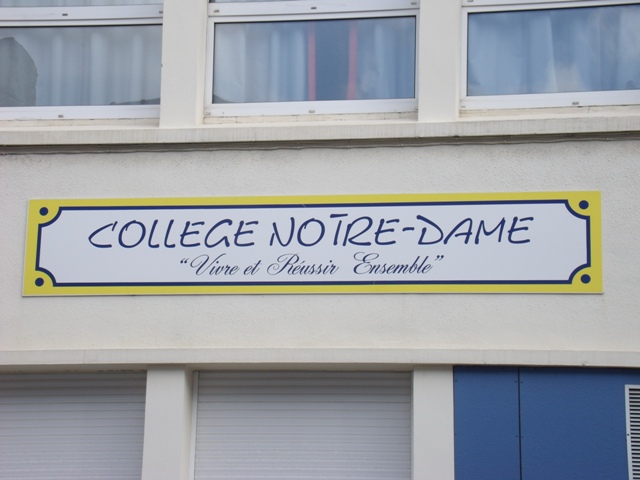 COLLEGE NOTRE-DAME
"Vivre et Réussir Ensemble"